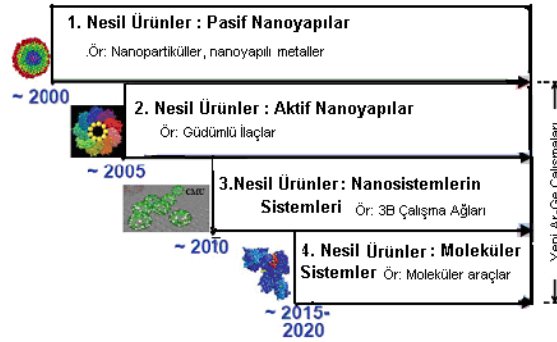 1. Nesil Ürünler : Pasif Nanoyapılar
.Ör: Nanopartiküller, nanoyapılı metaller
~ 2000
2. Nesil Ürünler : Aktif Nanoyapılar
Ör: Güdümlü İlaçlar
~ 2005
CMU
3.Nesil Ürünler : Nanosistemlerin
Sistemleri Ör: 3B Çalışma Ağları
~ 2010
4. Nesil Ürünler : Moleküler
Sistemler Ör: Moleküler araçlar
~ 2015-
2020
Yeni Ar-Ge Çalışmaları